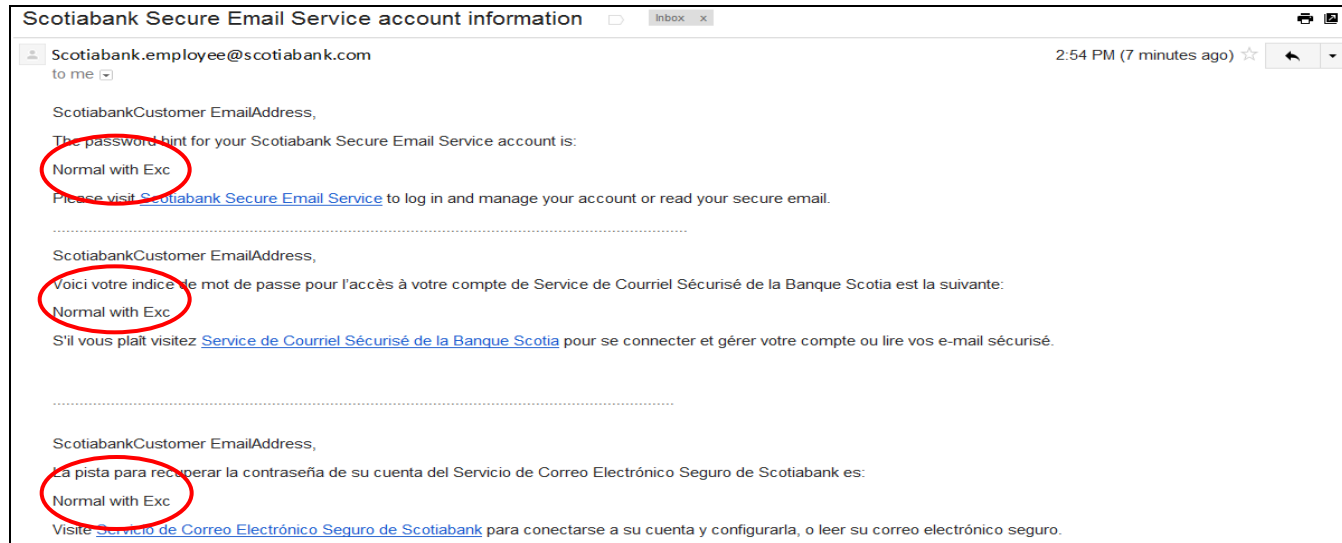 Scotiabank Secure Email Service account information Inbox x
Scotiabank.employee@scotiabank.com 2:54 PM (7 minutes ago)
to me
ScotiabankCustomer EmailAddress,
The password hint for your Scotiabank Secure Email Service account is:
Normal with Exc
Please visit Scotiabank Secure Email Service to log in and manage your account or read your secure email.
ScotiabankCustomer EmailAddress,
Voici votre indice de mot de passe pour l'accès à votre compte de Service de Courriel Sécurisé de la Banque Scotia est la suivante:
Normal with Exc
S'il vous plaît visitez Service de Courriel Sécurisé de la Banque Scotia pour se connecter et gérer votre compte ou lire vos e-mail sécurisé.
ScotiabankCustomer EmailAddress,
La pista para recuperar la contraseña de su cuenta del Servicio de Correo Electrónico Seguro de Scotiabank es:
Normal with Exc
Visite Servicio de Correo Electrónico Seguro de Scotiabank para conectarse a su cuenta y configurarla, o leer su correo electrónico seguro.